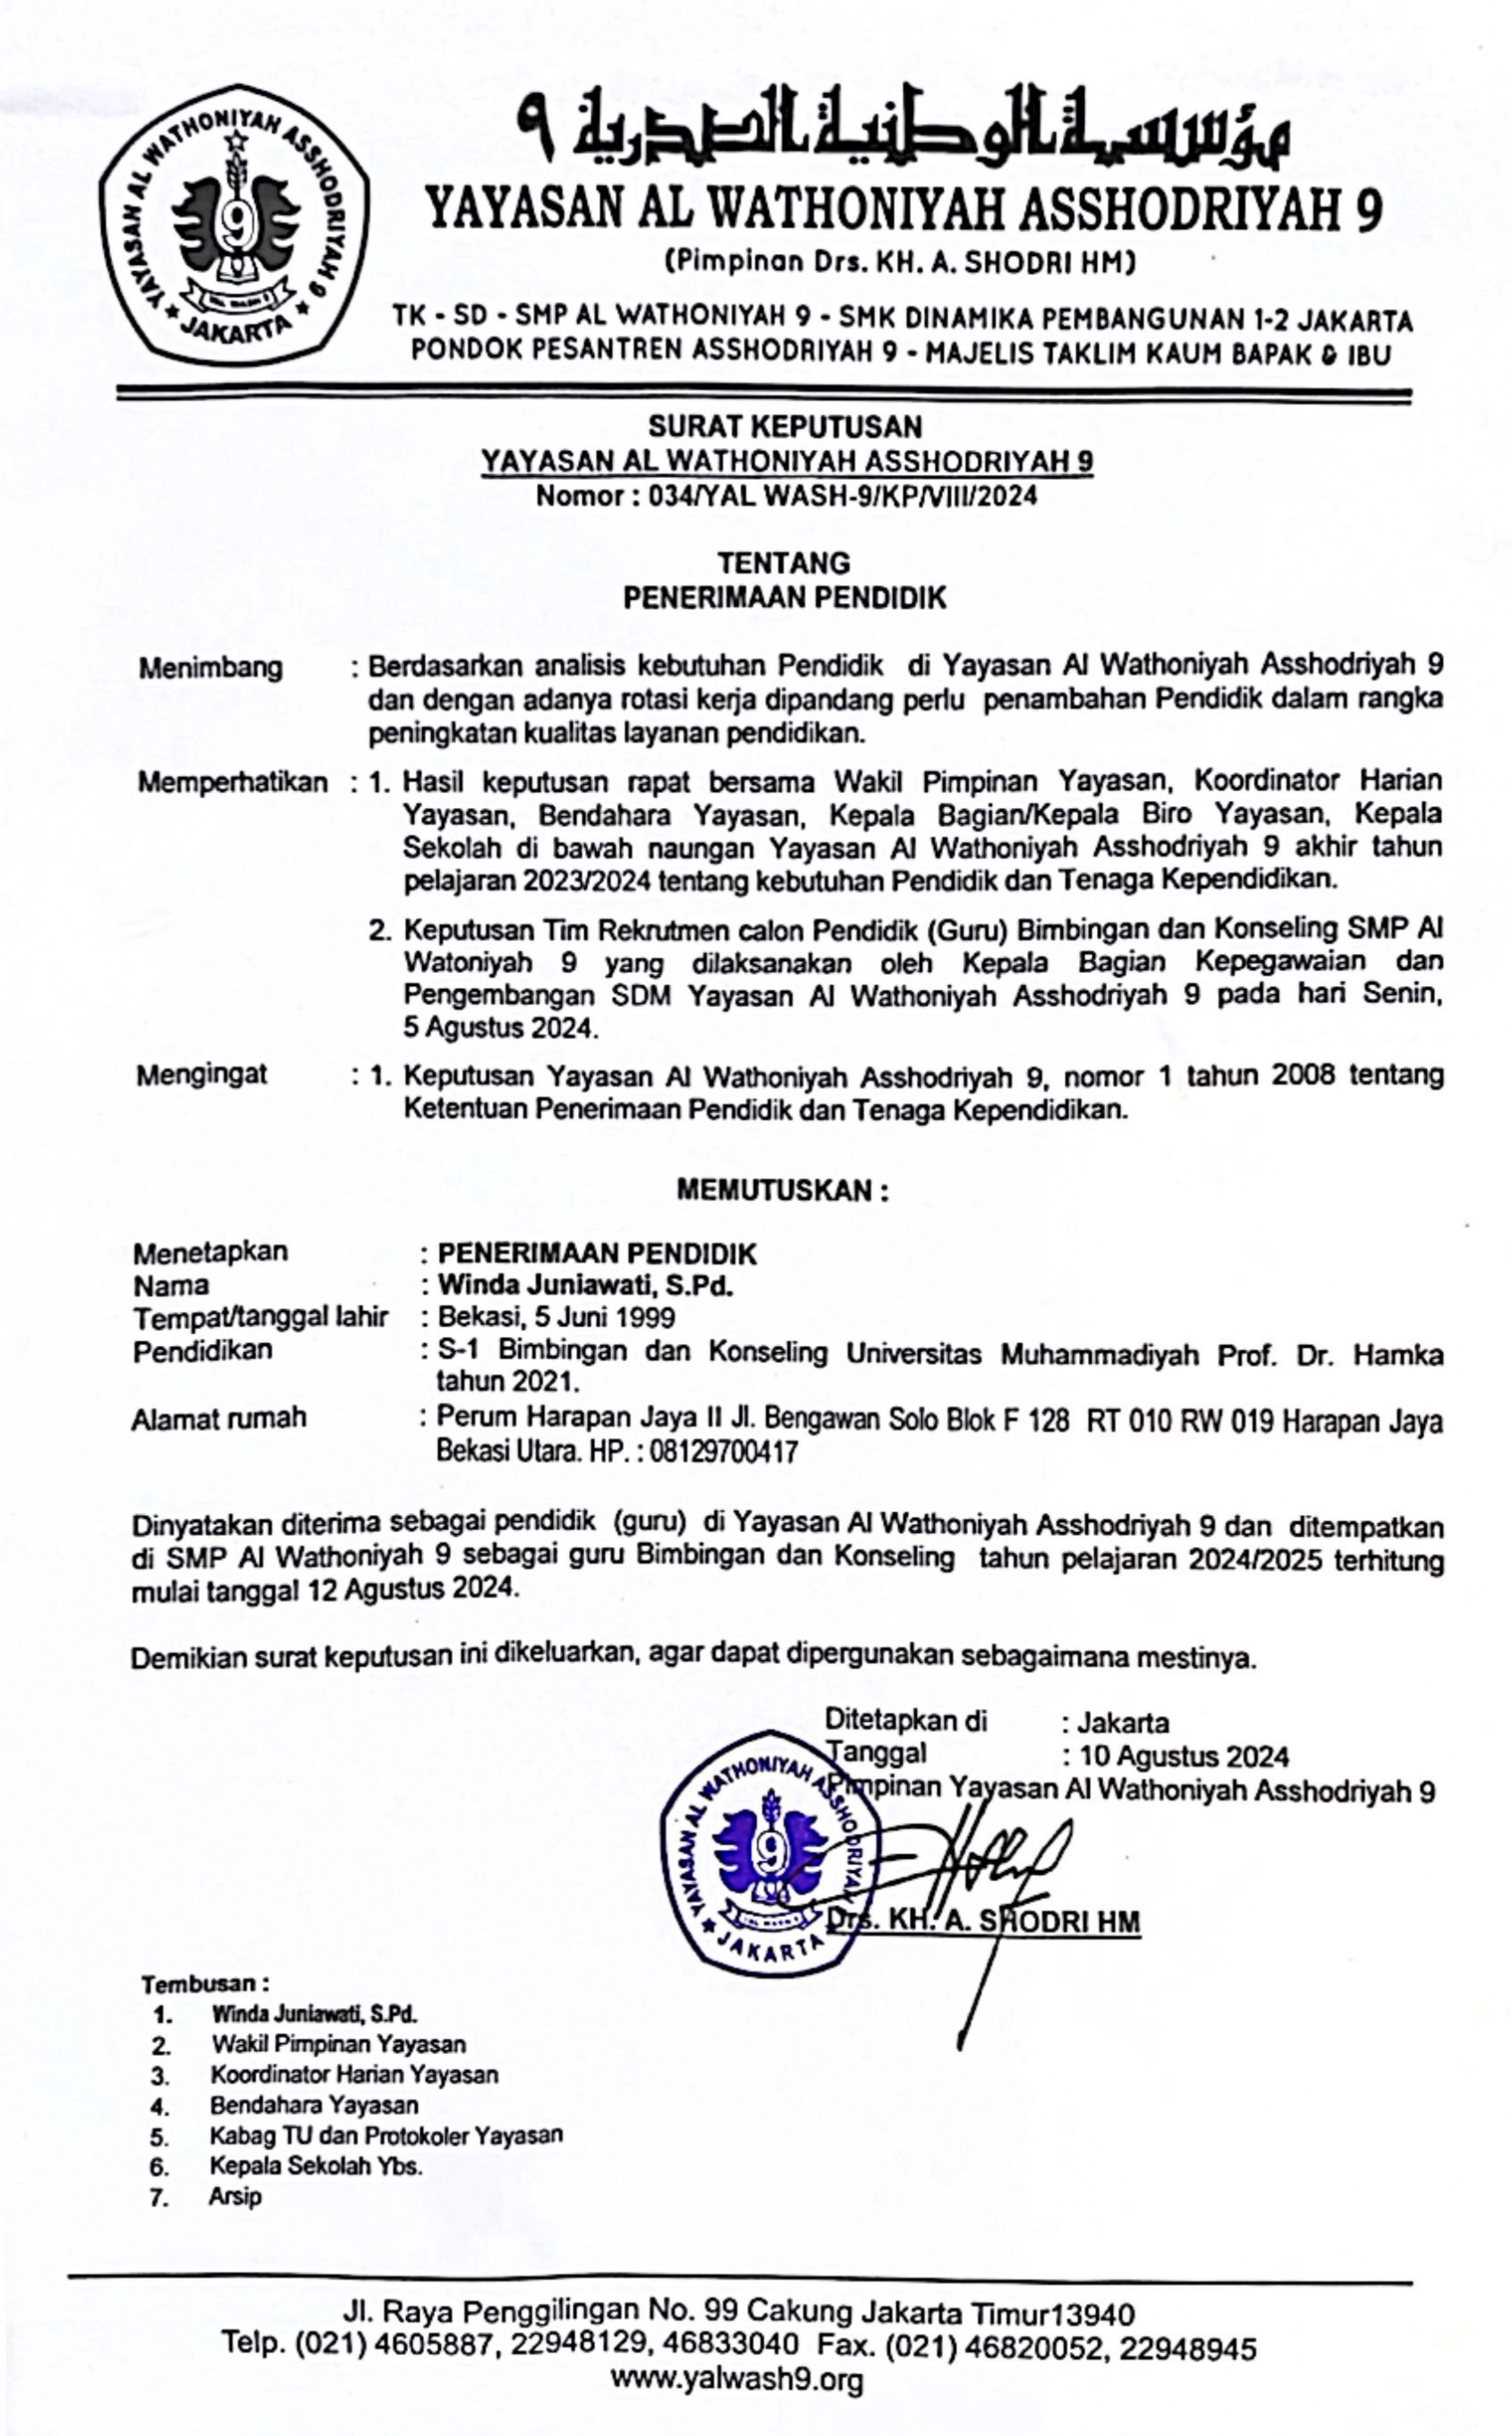 YAYASAN AL WATHONIYAH ASSHODRIYAH 9
JAKARTA
مؤسسة الوطنية الصدرية ٩
YAYASAN AL WATHONIYAH ASSHODRIYAH 9
(Pimpinan Drs. KH. A. SHODRI HM)
TK - SD - SMP AL WATHONIYAH 9 - SMK DINAMIKA PEMBANGUNAN 1-2 JAKARTA
PONDOK PESANTREN ASSHODRIYAH 9 - MAJELIS TAKLIM KAUM BAPAK & IBU
SURAT KEPUTUSAN
YAYASAN AL WATHONIYAH ASSHODRIYAH 9
Nomor : 034/YAL WASH-9/KP/VIII/2024
TENTANG
PENERIMAAN PENDIDIK
Menimbang : Berdasarkan analisis kebutuhan Pendidik di Yayasan Al Wathoniyah Asshodriyah 9
dan dengan adanya rotasi kerja dipandang perlu penambahan Pendidik dalam rangka
peningkatan kualitas layanan pendidikan.
Memperhatikan : 1. Hasil keputusan rapat bersama Wakil Pimpinan Yayasan, Koordinator Harian
Yayasan, Bendahara Yayasan, Kepala Bagian/Kepala Biro Yayasan, Kepala
Sekolah di bawah naungan Yayasan Al Wathoniyah Asshodriyah 9 akhir tahun
pelajaran 2023/2024 tentang kebutuhan Pendidik dan Tenaga Kependidikan.
2. Keputusan Tim Rekrutmen calon Pendidik (Guru) Bimbingan dan Konseling SMP Al
Watoniyah 9 yang dilaksanakan oleh Kepala Bagian Kepegawaian dan
Pengembangan SDM Yayasan Al Wathoniyah Asshodriyah 9 pada hari Senin,
5 Agustus 2024.
Mengingat : 1. Keputusan Yayasan Al Wathoniyah Asshodriyah 9, nomor 1 tahun 2008 tentang
Ketentuan Penerimaan Pendidik dan Tenaga Kependidikan.
MEMUTUSKAN :
Menetapkan : PENERIMAAN PENDIDIK
Nama : Winda Juniawati, S.Pd.
Tempat/tanggal lahir : Bekasi, 5 Juni 1999
Pendidikan : S-1 Bimbingan dan Konseling Universitas Muhammadiyah Prof. Dr. Hamka
tahun 2021.
Alamat rumah : Perum Harapan Jaya II Jl. Bengawan Solo Blok F 128 RT 010 RW 019 Harapan Jaya
Bekasi Utara. HP. : 08129700417
Dinyatakan diterima sebagai pendidik (guru) di Yayasan Al Wathoniyah Asshodriyah 9 dan ditempatkan
di SMP Al Wathoniyah 9 sebagai guru Bimbingan dan Konseling tahun pelajaran 2024/2025 terhitung
mulai tanggal 12 Agustus 2024.
Demikian surat keputusan ini dikeluarkan, agar dapat dipergunakan sebagaimana mestinya.
Ditetapkan di : Jakarta
Tanggal : 10 Agustus 2024
Pimpinan Yayasan Al Wathoniyah Asshodriyah 9
YAYASAN AL WATHONIYAH ASSHODRIYAH
9
JAKARTA
Drs. KH. A. SHODRI HM
Tembusan :
1. Winda Juniawati, S.Pd.
2. Wakil Pimpinan Yayasan
3. Koordinator Harian Yayasan
4. Bendahara Yayasan
5. Kabag TU dan Protokoler Yayasan
6. Kepala Sekolah Ybs.
7. Arsip
Jl. Raya Penggilingan No. 99 Cakung Jakarta Timur13940
Telp. (021) 4605887, 22948129, 46833040 Fax. (021) 46820052, 22948945
www.yalwash9.org